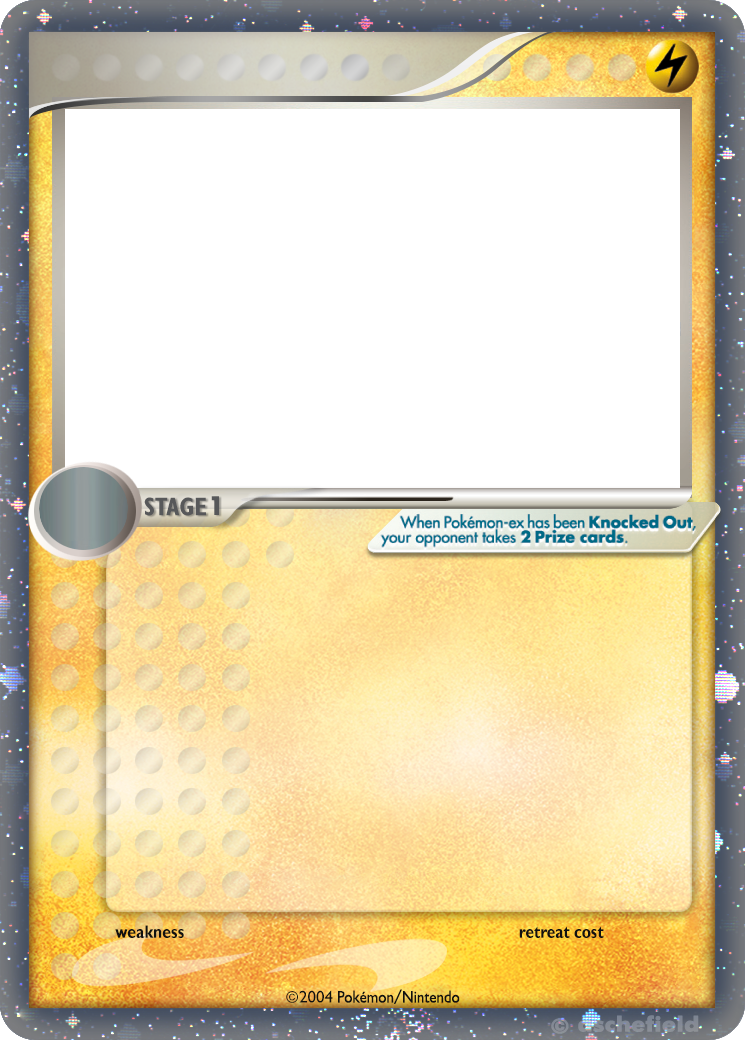 STAGE 1
When Pokémon-ex has been Knocked Out,
your opponent takes 2 Prize cards.
weakness
retreat cost
©2004 Pokémon/Nintendo
© aschefield